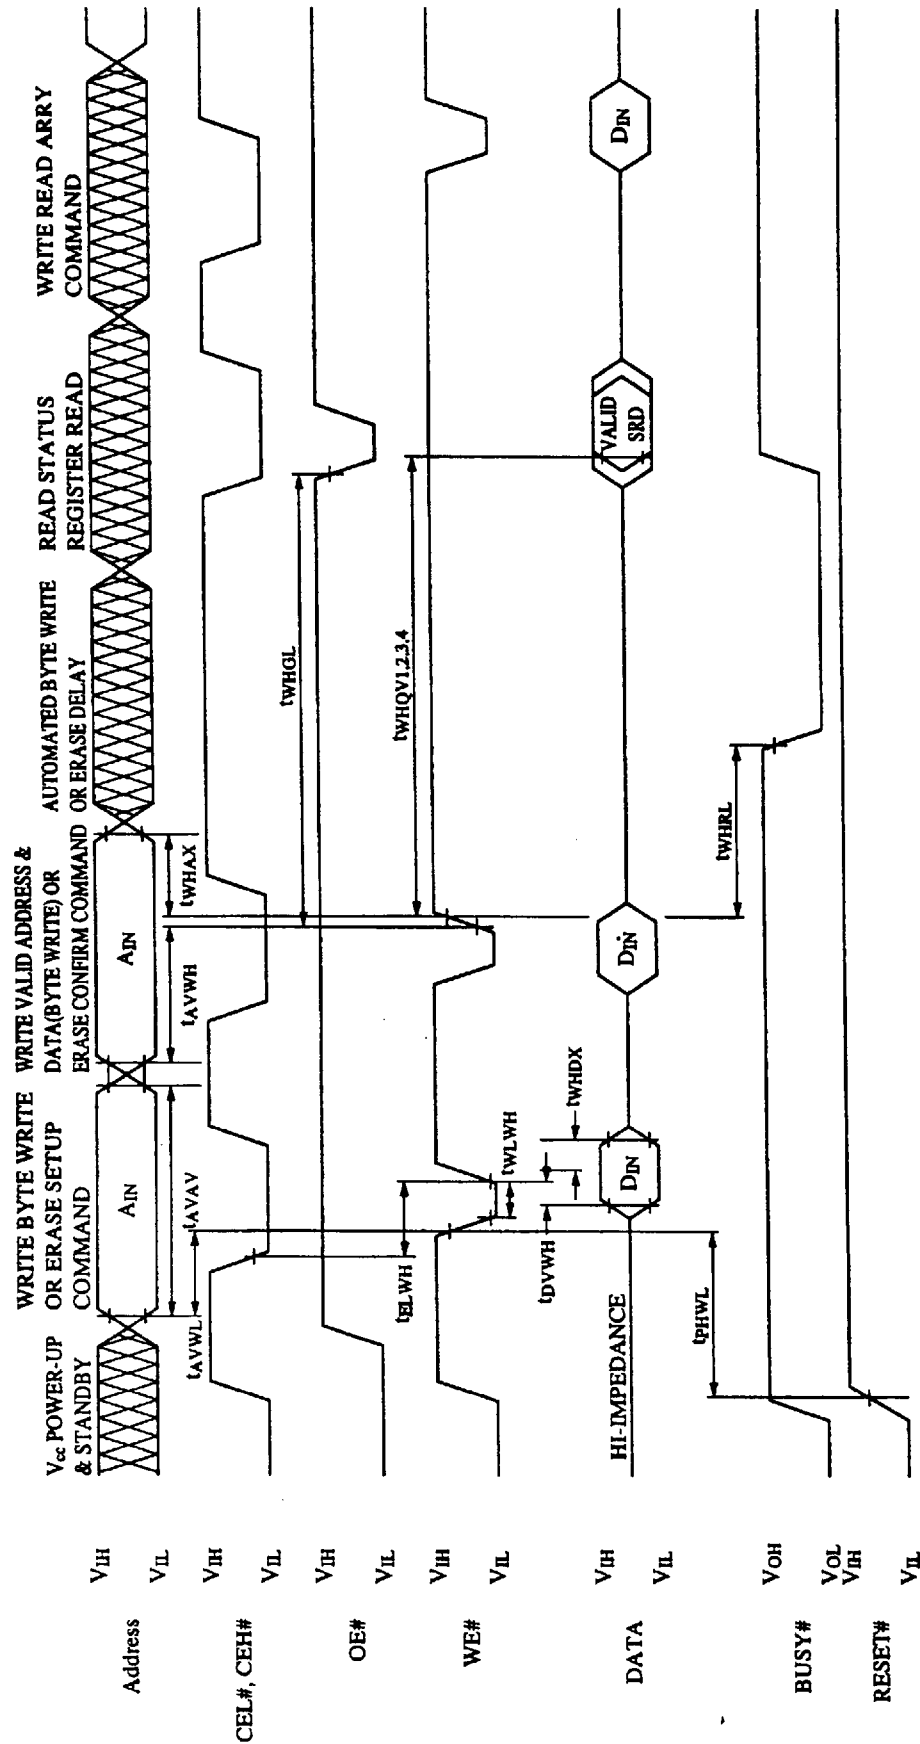 Vcc POWER-UP
& STANDBY
WRITE BYTE WRITE
OR ERASE SETUP
COMMAND
WRITE VALID ADDRESS &
DATA(BYTE WRITE) OR
ERASE CONFIRM COMMAND
AUTOMATED BYTE WRITE
OR ERASE DELAY
READ STATUS
REGISTER READ
WRITE READ ARRY
COMMAND
Address
VIH
VIL
AIN
AIN
tAVWL
tAVAV
tAVWH
tWHAX
CEL#, CEH#
VIH
VIL
OE#
VIH
VIL
tWHGL
WE#
VIH
VIL
tELWH
tWLWH
tWHQV1.2.3.4
DATA
VIH
VIL
HI-IMPEDANCE
tDVWH
DIN
tWHDX
DIN
VALID
SRD
DIN
BUSY#
VOH
VOL
tPHWL
tWHRL
RESET#
VIH
VIL